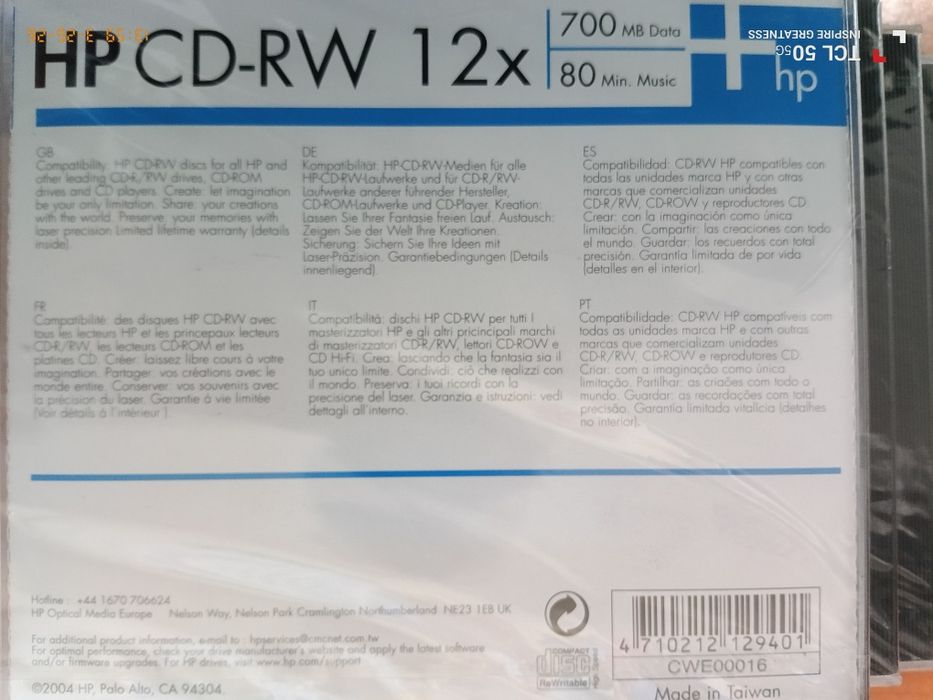 HP CD-RW 12x
700 MB Data
80 Min. Music
hp
TCL 50 5G
INSPIRE GREATNESS
GB
Compatibility: HP CD-RW discs for all HP and
other leading CD-R/RW drives, CD-ROM
drives and CD players. Create: let imagination
be your only limitation. Share: your creations
with the world. Preserve: your memories with
laser precision Limited lifetime warranty (details
inside).
DE
Kompatibilität: HP-CD-RW-Medien für alle
HP-CD-RW-Laufwerke und für CD-R/RW-
Laufwerke anderer führender Hersteller,
CD-ROM-Laufwerke und CD-Player. Kreation:
Lassen Sie Ihrer Fantasie freien Lauf. Austausch:
Zeigen Sie der Welt Ihre Kreationen.
Sicherung: Sichern Sie Ihre Ideen mit
Laser-Präzision. Garantiebedingungen (Details
innenliegend).
ES
Compatibilidad: CD-RW HP compatibles con
todas las unidades marca HP y con otras
marcas que comercializan unidades
CD-R/RW, CD-ROW y reproductores CD.
Crear: con la imaginación como única
limitación. Compartir: las creaciones con todo
el mundo. Guardar: los recuerdos con total
precisión. Garantía limitada de por vida
(detalles en el interior).
FR
Compatibilité: des disques HP CD-RW avec
tous les lecteurs HP et les princepaux lecteurs
CD-R/RW, les lecteurs CD-ROM et les
platines CD. Créer: laissez libre cours à votre
imagination. Partager: vos créations avec le
monde entire. Conserver: vos souvenirs avec
la précision du laser. Garantie à vie limitée
(Voir détails à l'intérieur ).
IT
Compatibilità: dischi HP CD-RW per tutti I
masterizzatori HP e gli altri pricincipali marchi
di masterizzatori CD-R/RW, lettori CD-ROW e
CD Hi-Fi. Crea: lasciando che la fantasia sia il
tuo unico limite. Condividi: ciò che realizzi con
il mondo. Preserva: i tuoi ricordi con la
precisione del laser. Garanzia e istruzioni: vedi
dettagli all'interno.
PT
Compatibilidade: CD-RW HP compatíveis com
todas as unidades marca HP e com outras
marcas que comercializam unidades
CD-R/RW, CD-ROW e reprodutores CD.
Criar: com a imaginação como única
limitação. Partilhar: as criações com todo o
mundo. Guardar: as recordações com total
precisão. Garantia limitada vitalícia (detalhes
no interior).
Hotline : +44 1670 706624
HP Optical Media Europe Nelson Way, Nelson Park Cramlington Northumberland NE23 1EB UK
For additional product information, e-mail to : hpservices@cmcnet.com.tw
For optimal performance, check your drive manufacturer's website and apply the latest software
and/or firmware upgrades. For HP drives, visit www.hp.com/support
©2004 HP, Palo Alto, CA 94304.
COMPACT
disc
ReWritable
High Speed
4 710212 129401
CWE00016
Made in Taiwan